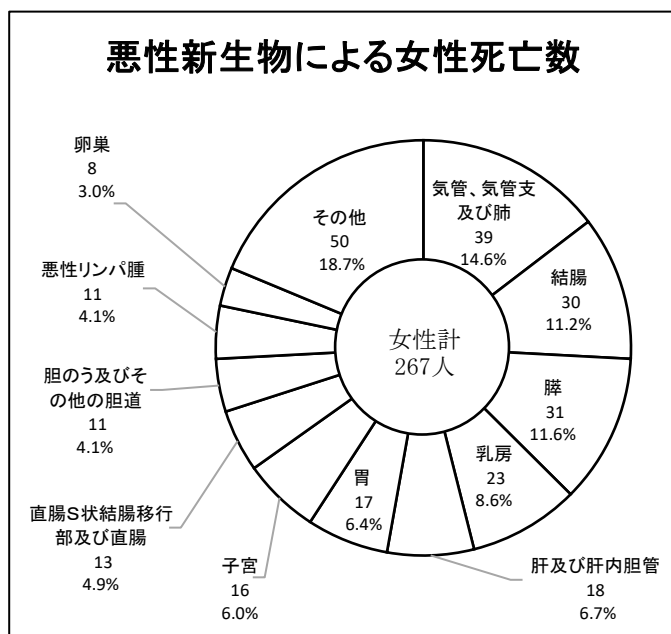 悪性新生物による女性死亡数
気管、気管支
及び肺
39
14.6%
結腸
30
11.2%
膵
31
11.6%
乳房
23
8.6%
肝及び肝内胆管
18
6.7%
胃
17
6.4%
子宮
16
6.0%
直腸S状結腸移行
部及び直腸
13
4.9%
胆のう及びそ
の他の胆道
11
4.1%
悪性リンパ腫
11
4.1%
卵巣
8
3.0%
その他
50
18.7%
女性計
267人